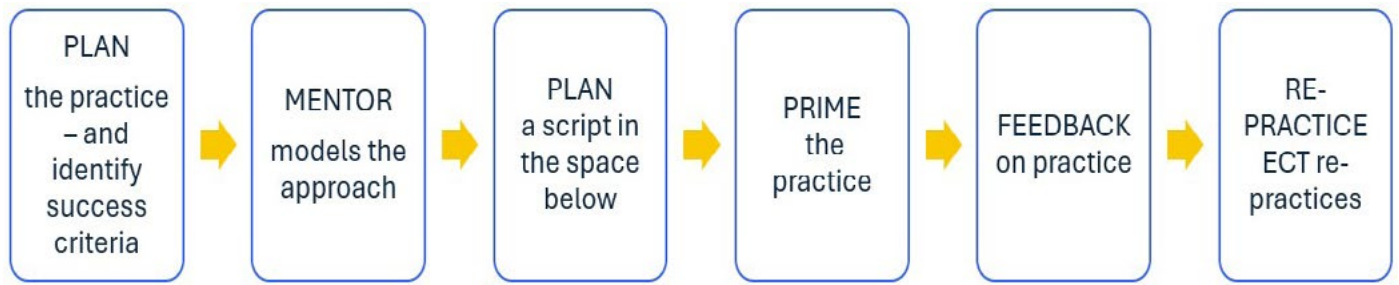 PLAN
the practice
– and
identify
success
criteria
MENTOR
models the
approach
PLAN
a script in
the space
below
PRIME
the
practice
FEEDBACK
on practice
RE-
PRACTICE
ECT re-
practices